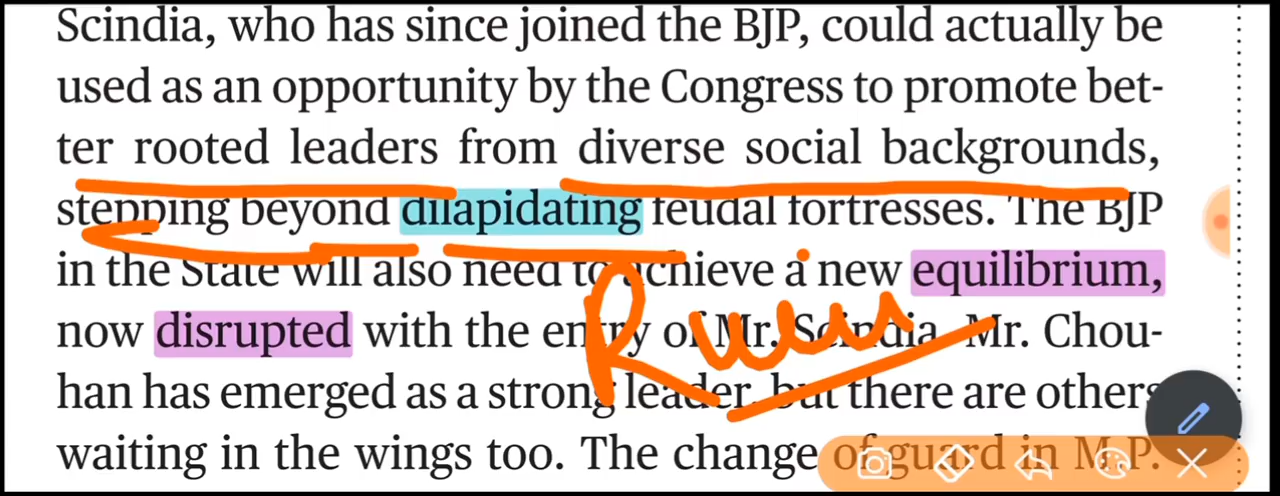 Scindia, who has since joined the BJP, could actually be
used as an opportunity by the Congress to promote bet-
ter rooted leaders from diverse social backgrounds,
stepping beyond dilapidating feudal fortresses. The BJP
in the State will also need to achieve a new equilibrium,
now disrupted with the entry of Mr. Scindia. Mr. Chou-
Ruin
han has emerged as a strong leader, but there are others
waiting in the wings too. The change of guard in M.P.